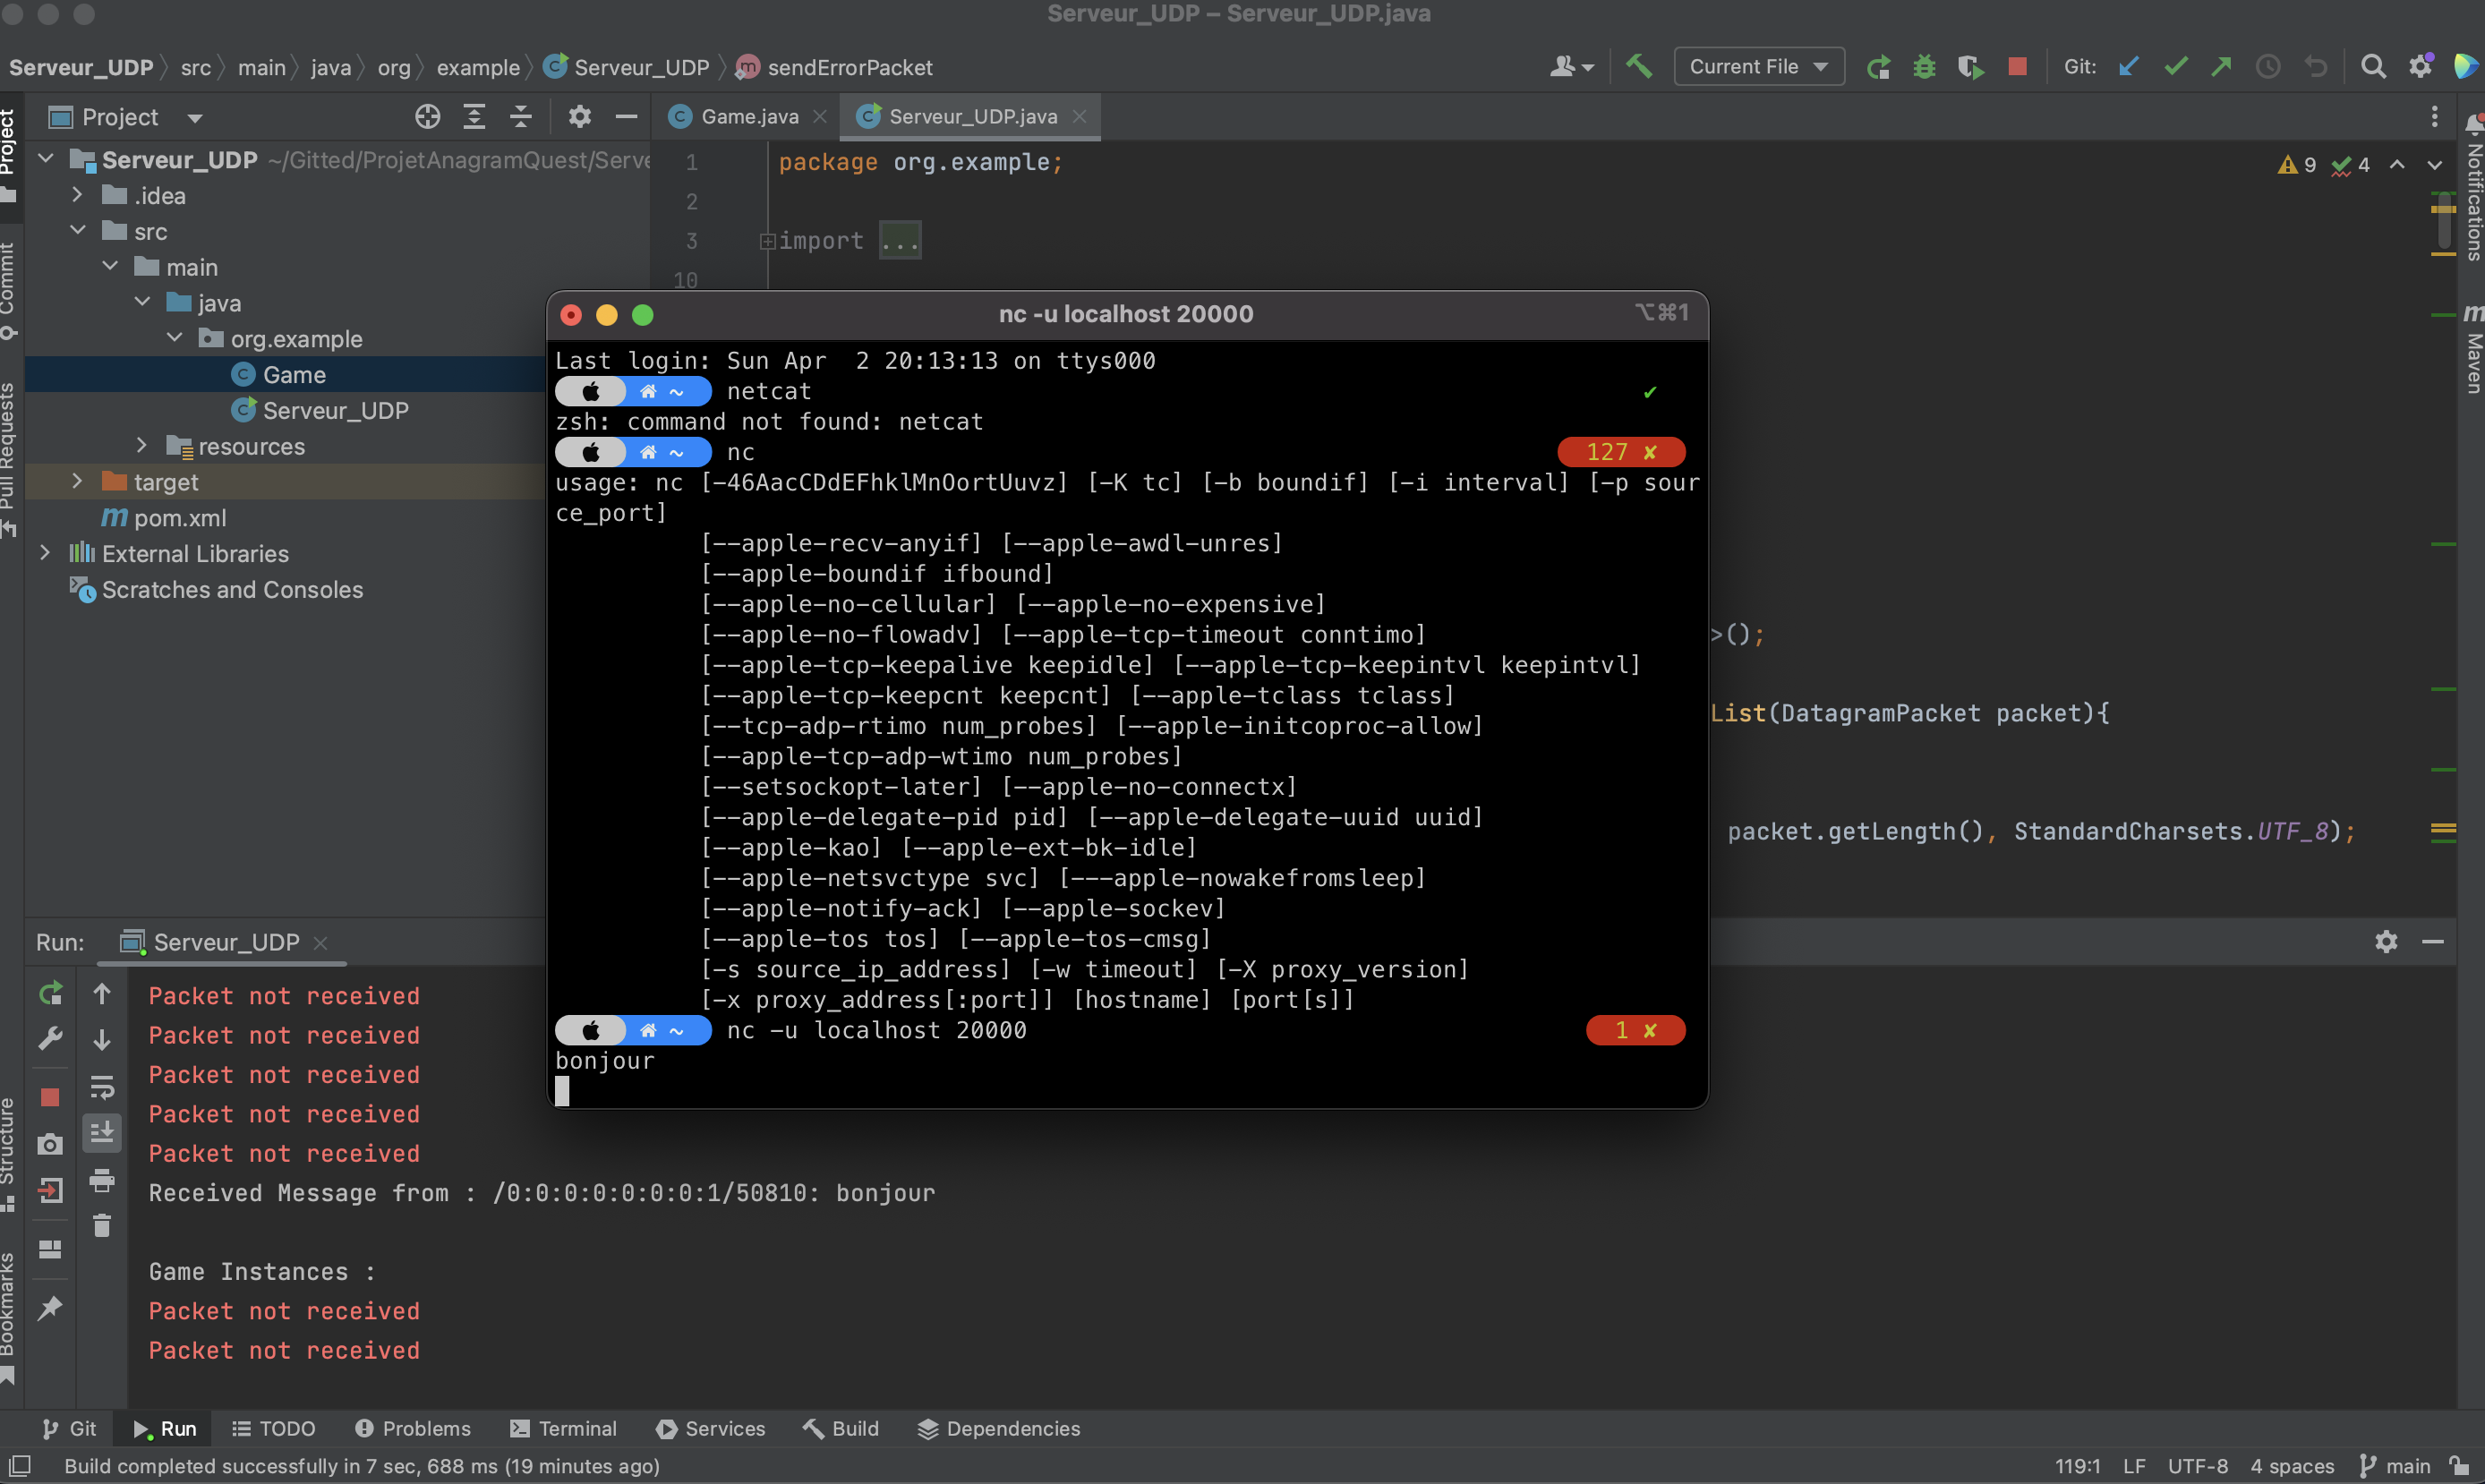 Serveur_UDP – Serveur_UDP.java
Serveur_UDP src main java org example Serveur_UDP sendErrorPacket
Current File
Git:
Project
Game.java
Serveur_UDP.java
Project
Commit
Pull Requests
Structure
Bookmarks
Notifications
Maven
Serveur_UDP ~/Gitted/ProjetAnagramQuest/Serve
.idea
src
main
java
org.example
Game
Serveur_UDP
resources
target
pom.xml
External Libraries
Scratches and Consoles
1 package org.example;
9 4
2
3 import ...
10
>();
List(DatagramPacket packet){
packet.getLength(), StandardCharsets.UTF_8);
nc -u localhost 20000
⌥⌘1
Last login: Sun Apr  2 20:13:13 on ttys000
~ netcat ✔
zsh: command not found: netcat
~ nc 127 ✘
usage: nc [-46AacCDdEFhklMnOortUuvz] [-K tc] [-b boundif] [-i interval] [-p sour
ce_port]
[--apple-recv-anyif] [--apple-awdl-unres]
[--apple-boundif ifbound]
[--apple-no-cellular] [--apple-no-expensive]
[--apple-no-flowadv] [--apple-tcp-timeout conntimo]
[--apple-tcp-keepalive keepidle] [--apple-tcp-keepintvl keepintvl]
[--apple-tcp-keepcnt keepcnt] [--apple-tclass tclass]
[--tcp-adp-rtimo num_probes] [--apple-initcoproc-allow]
[--apple-tcp-adp-wtimo num_probes]
[--setsockopt-later] [--apple-no-connectx]
[--apple-delegate-pid pid] [--apple-delegate-uuid uuid]
[--apple-kao] [--apple-ext-bk-idle]
[--apple-netsvctype svc] [---apple-nowakefromsleep]
[--apple-notify-ack] [--apple-sockev]
[--apple-tos tos] [--apple-tos-cmsg]
[-s source_ip_address] [-w timeout] [-X proxy_version]
[-x proxy_address[:port]] [hostname] [port[s]]
~ nc -u localhost 20000 1 ✘
bonjour
Run: Serveur_UDP
Packet not received
Packet not received
Packet not received
Packet not received
Packet not received
Received Message from : /0:0:0:0:0:0:0:1/50810: bonjour
Game Instances :
Packet not received
Packet not received
Git Run TODO Problems Terminal Services Build Dependencies
Build completed successfully in 7 sec, 688 ms (19 minutes ago)
119:1 LF UTF-8 4 spaces main